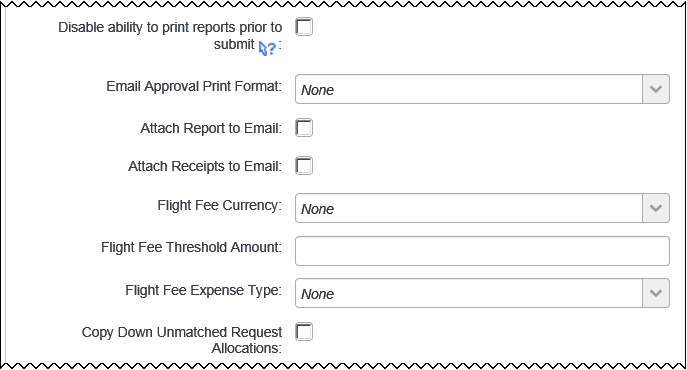 Disable ability to print reports prior to
submit ?:
Email Approval Print Format:
None
Attach Report to Email:
Attach Receipts to Email:
Flight Fee Currency:
None
Flight Fee Threshold Amount:
Flight Fee Expense Type:
None
Copy Down Unmatched Request
Allocations: